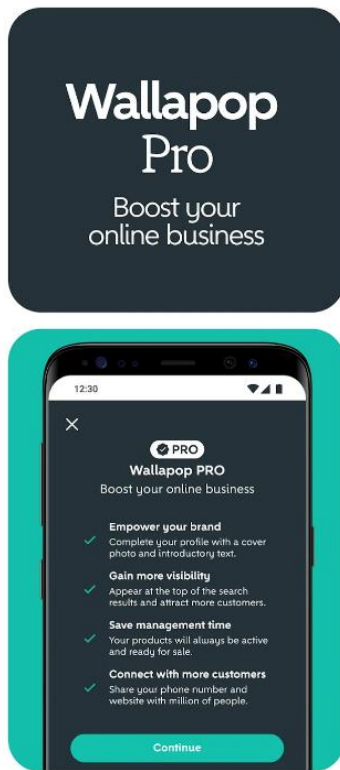 Wallapop
Pro
Boost your
online business
12:30
PRO
Wallapop PRO
Boost your online business
Empower your brand
Complete your profile with a cover
photo and introductory text.
Gain more visibility
Appear at the top of the search
results and attract more customers.
Save management time
Your products will always be active
and ready for sale.
Connect with more customers
Share your phone number and
website with million of people.
Continue